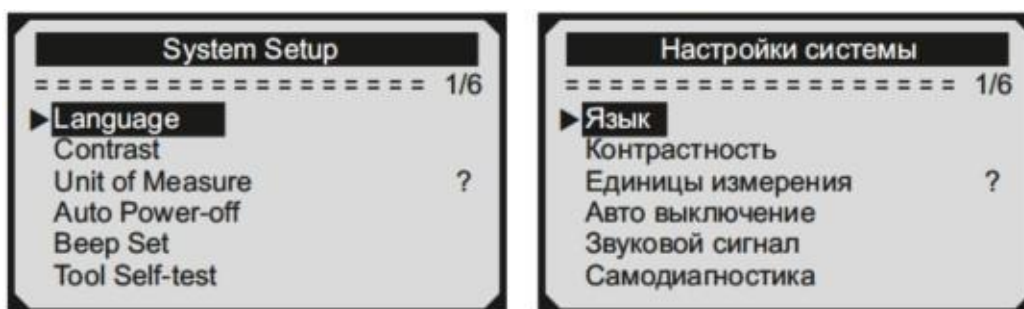 System Setup
= = = = = = = = = = = = = = = = = = 1/6
▶Language
Contrast
Unit of Measure ?
Auto Power-off
Beep Set
Tool Self-test
Настройки системы
= = = = = = = = = = = = = = = = = = 1/6
▶Язык
Контрастность
Единицы измерения ?
Авто выключение
Звуковой сигнал
Самодиагностика